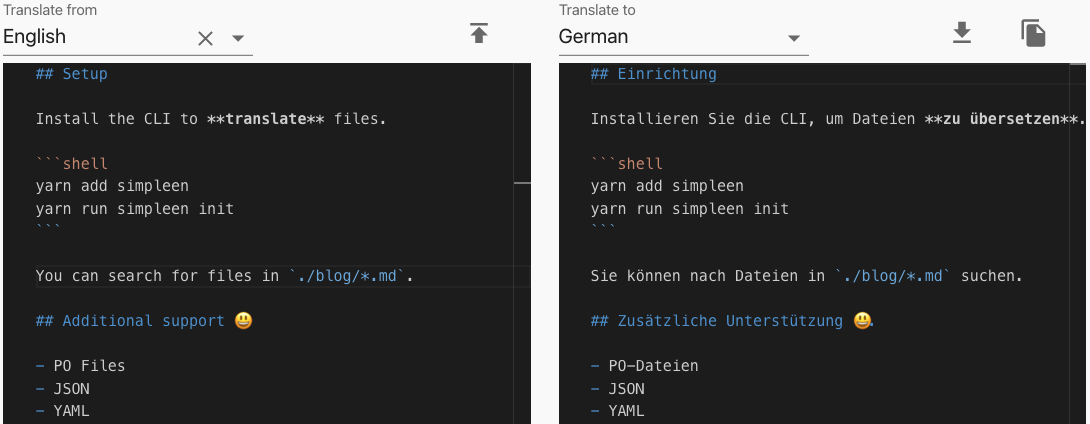 Translate from
English
## Setup
Install the CLI to **translate** files.
```shell
yarn add simpleen
yarn run simpleen init
```
You can search for files in `./blog/*.md`.
## Additional support 😃
- PO Files
- JSON
- YAML
Translate to
German
## Einrichtung
Installieren Sie die CLI, um Dateien **zu übersetzen**.
```shell
yarn add simpleen
yarn run simpleen init
```
Sie können nach Dateien in `./blog/*.md` suchen.
## Zusätzliche Unterstützung 😃.
- PO-Dateien
- JSON
- YAML